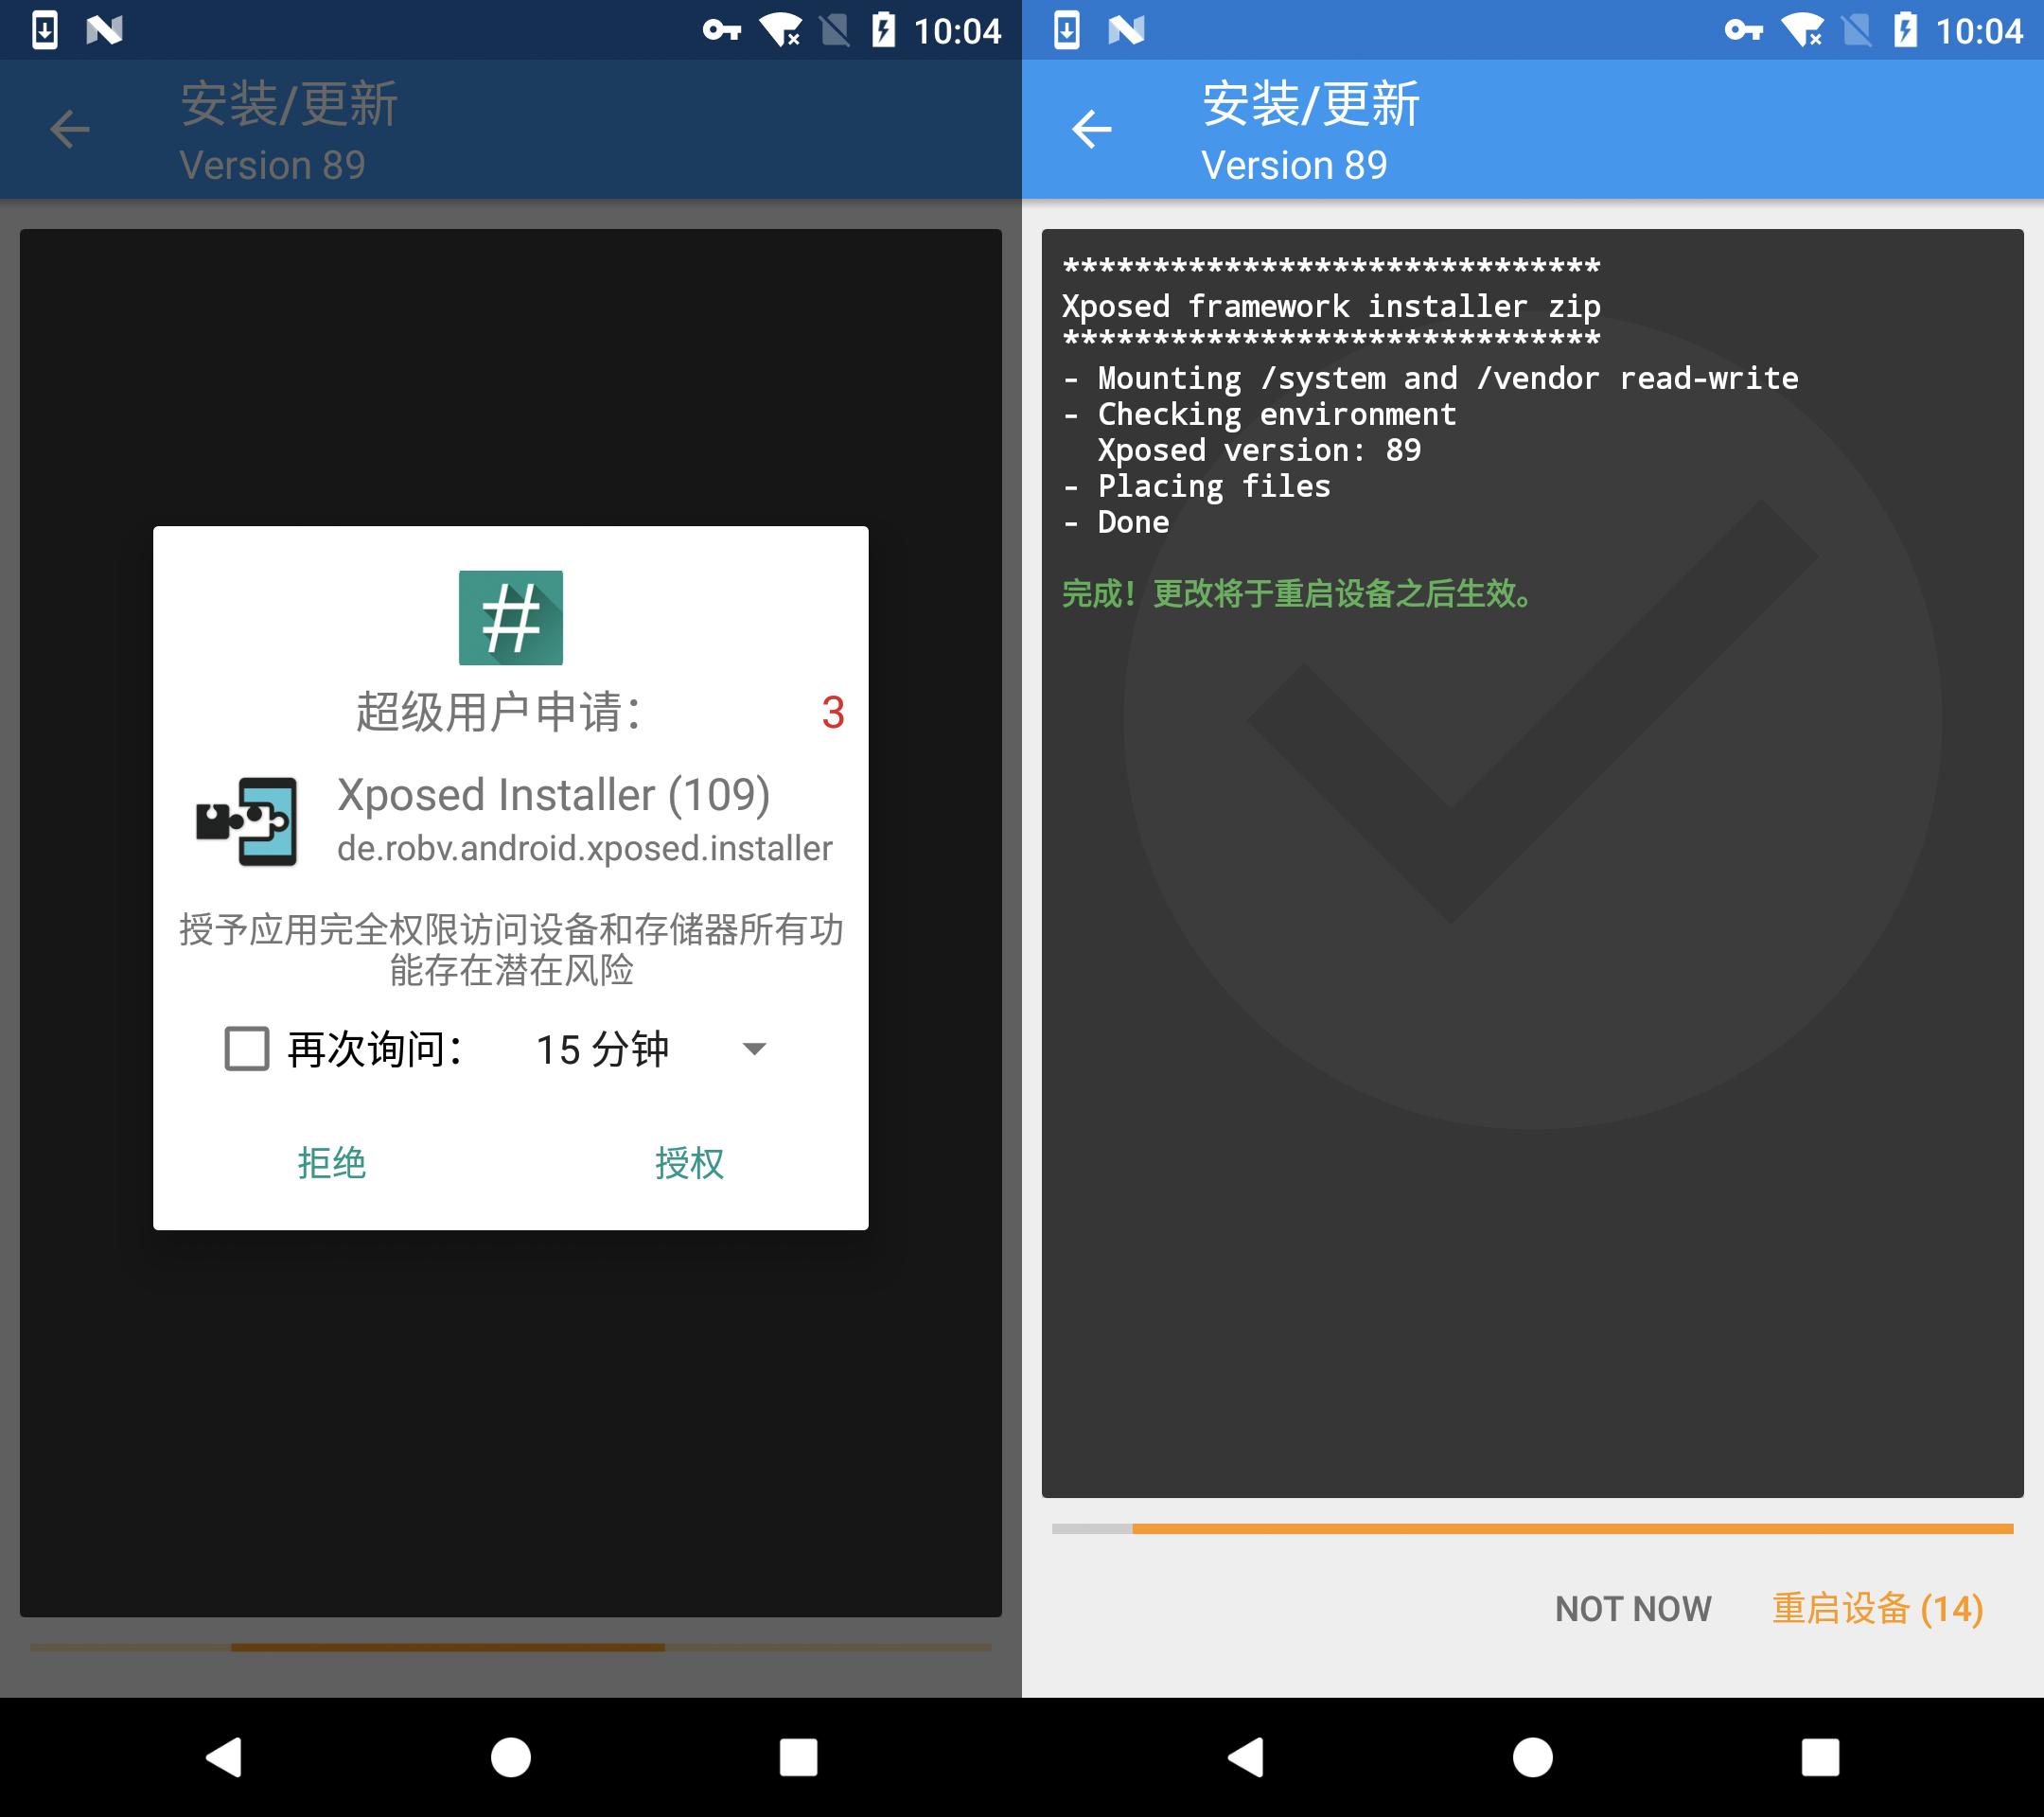 10:04
安装/更新
Version 89
#
超级用户申请：
3
Xposed Installer (109)
de.robv.android.xposed.installer
授予应用完全权限访问设备和存储器所有功
能存在潜在风险
再次询问：
15 分钟
拒绝
授权
10:04
安装/更新
Version 89
******************************
Xposed framework installer zip
******************************
- Mounting /system and /vendor read-write
- Checking environment
  Xposed version: 89
- Placing files
- Done
完成！更改将于重启设备之后生效。
NOT NOW
重启设备 (14)